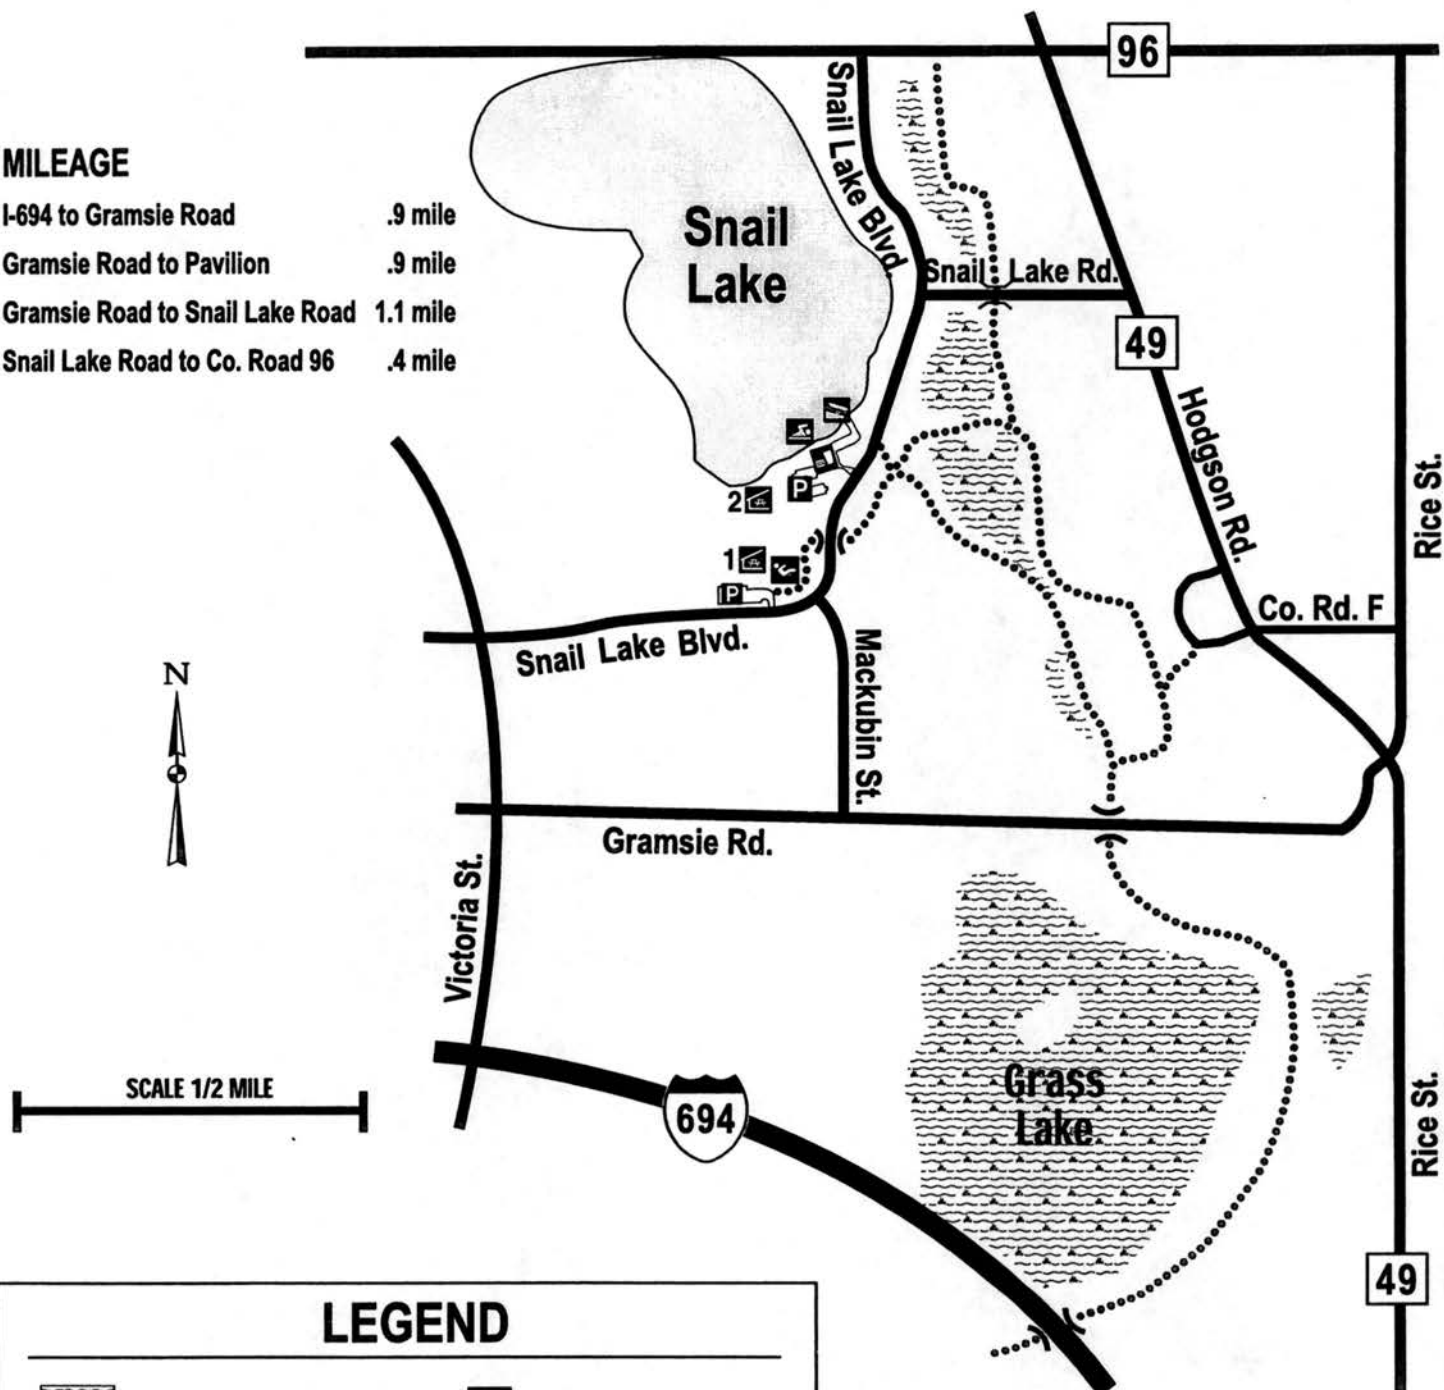 96
Snail Lake Blvd.
MILEAGE
I-694 to Gramsie Road .9 mile
Gramsie Road to Pavilion .9 mile
Gramsie Road to Snail Lake Road 1.1 mile
Snail Lake Road to Co. Road 96 .4 mile
Snail
Lake
Snail Lake Rd.
49
Hodgson Rd.
Rice St.
P
2
1
P
Co. Rd. F
Snail Lake Blvd.
Mackubin St.
N
Gramsie Rd.
Victoria St.
SCALE 1/2 MILE
694
Grass
Lake
Rice St.
49
LEGEND